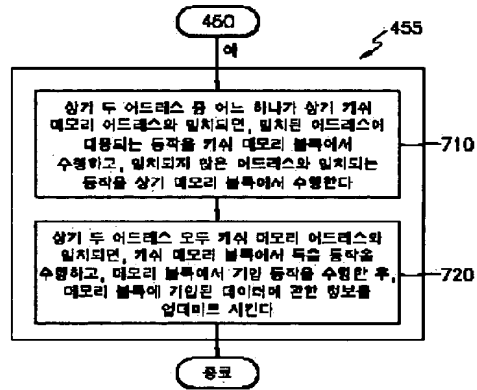 450
예
455
상기 두 어드레스 중 어느 하나가 상기 캐쉬
메모리 어드레스와 일치되면, 일치된 어드레스에
대응되는 동작을 캐쉬 메모리 블록에서
수행하고, 일치되지 않은 어드레스와 일치되는
동작을 상기 메모리 블록에서 수행한다
710
상기 두 어드레스 모두 캐쉬 메모리 어드레스와
일치되면, 캐쉬 메모리 블록에서 독출 동작을
수행하고, 메모리 블록에서 기입 동작을 수행한 후,
메모리 블록에 기입된 데이터에 관한 정보를
업데이트 시킨다
720
종료